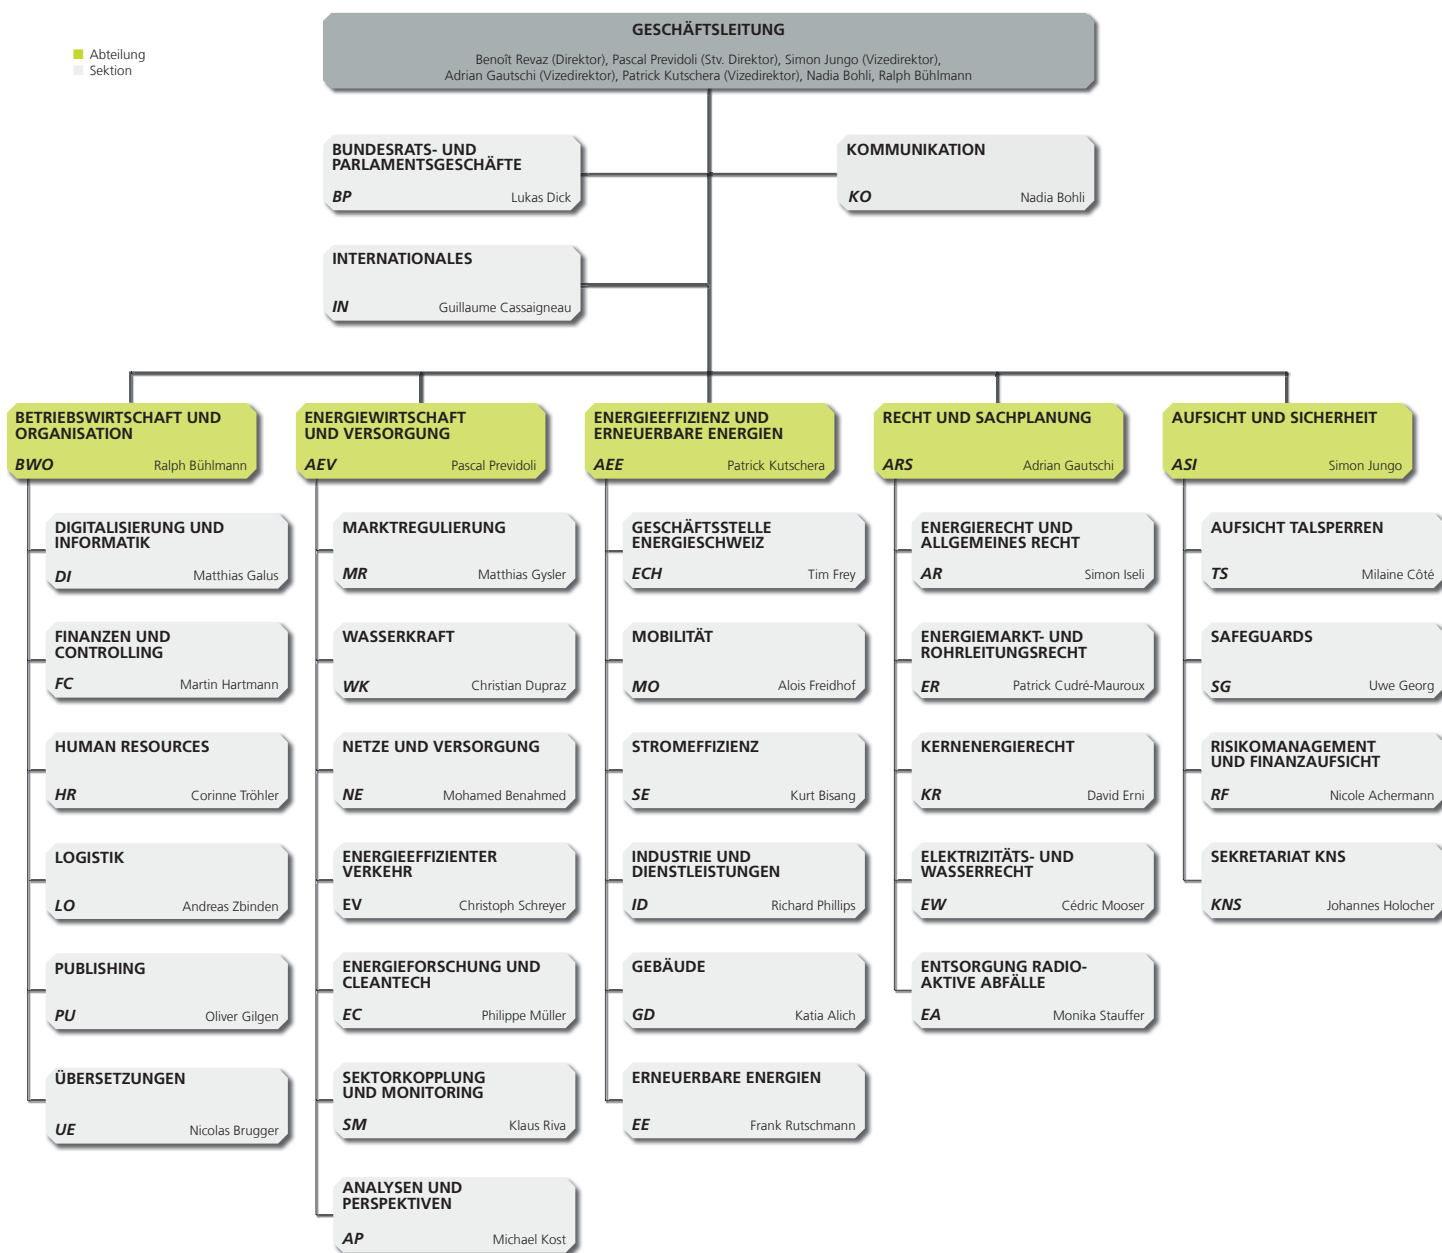 Abteilung
Sektion
GESCHÄFTSLEITUNG
Benoît Revaz (Direktor), Pascal Previdoli (Stv. Direktor), Simon Jungo (Vizedirektor),
Adrian Gautschi (Vizedirektor), Patrick Kutschera (Vizedirektor), Nadia Bohli, Ralph Bühlmann
BUNDESRATS- UND
PARLAMENTSGESCHÄFTE
BP Lukas Dick
KOMMUNIKATION
KO Nadia Bohli
INTERNATIONALES
IN Guillaume Cassaigneau
BETRIEBSWIRTSCHAFT UND
ORGANISATION
BWO Ralph Bühlmann
DIGITALISIERUNG UND
INFORMATIK
DI Matthias Galus
FINANZEN UND
CONTROLLING
FC Martin Hartmann
HUMAN RESOURCES
HR Corinne Tröhler
LOGISTIK
LO Andreas Zbinden
PUBLISHING
PU Oliver Gilgen
ÜBERSETZUNGEN
UE Nicolas Brugger
ENERGIEWIRTSCHAFT
UND VERSORGUNG
AEV Pascal Previdoli
MARKTREGULIERUNG
MR Matthias Gysler
WASSERKRAFT
WK Christian Dupraz
NETZE UND VERSORGUNG
NE Mohamed Benahmed
ENERGIEEFFIZIENTER
VERKEHR
EV Christoph Schreyer
ENERGIEFORSCHUNG UND
CLEANTECH
EC Philippe Müller
SEKTORKOPPLUNG
UND MONITORING
SM Klaus Riva
ANALYSEN UND
PERSPEKTIVEN
AP Michael Kost
ENERGIEEFFIZIENZ UND
ERNEUERBARE ENERGIEN
AEE Patrick Kutschera
GESCHÄFTSSTELLE
ENERGIESCHWEIZ
ECH Tim Frey
MOBILITÄT
MO Alois Freidhof
STROMEFFIZIENZ
SE Kurt Bisang
INDUSTRIE UND
DIENSTLEISTUNGEN
ID Richard Phillips
GEBÄUDE
GD Katia Alich
ERNEUERBARE ENERGIEN
EE Frank Rutschmann
RECHT UND SACHPLANUNG
ARS Adrian Gautschi
ENERGIERECHT UND
ALLGEMEINES RECHT
AR Simon Iseli
ENERGIEMARKT- UND
ROHRLEITUNGSRECHT
ER Patrick Cudré-Mauroux
KERNENERGIERECHT
KR David Erni
ELEKTRIZITÄTS- UND
WASSERRECHT
EW Cédric Mooser
ENTSORGUNG RADIO-
AKTIVE ABFÄLLE
EA Monika Stauffer
AUFSICHT UND SICHERHEIT
ASI Simon Jungo
AUFSICHT TALSPERREN
TS Milaine Côté
SAFEGUARDS
SG Uwe Georg
RISIKOMANAGEMENT
UND FINANZAUFSICHT
RF Nicole Achermann
SEKRETARIAT KNS
KNS Johannes Holocher